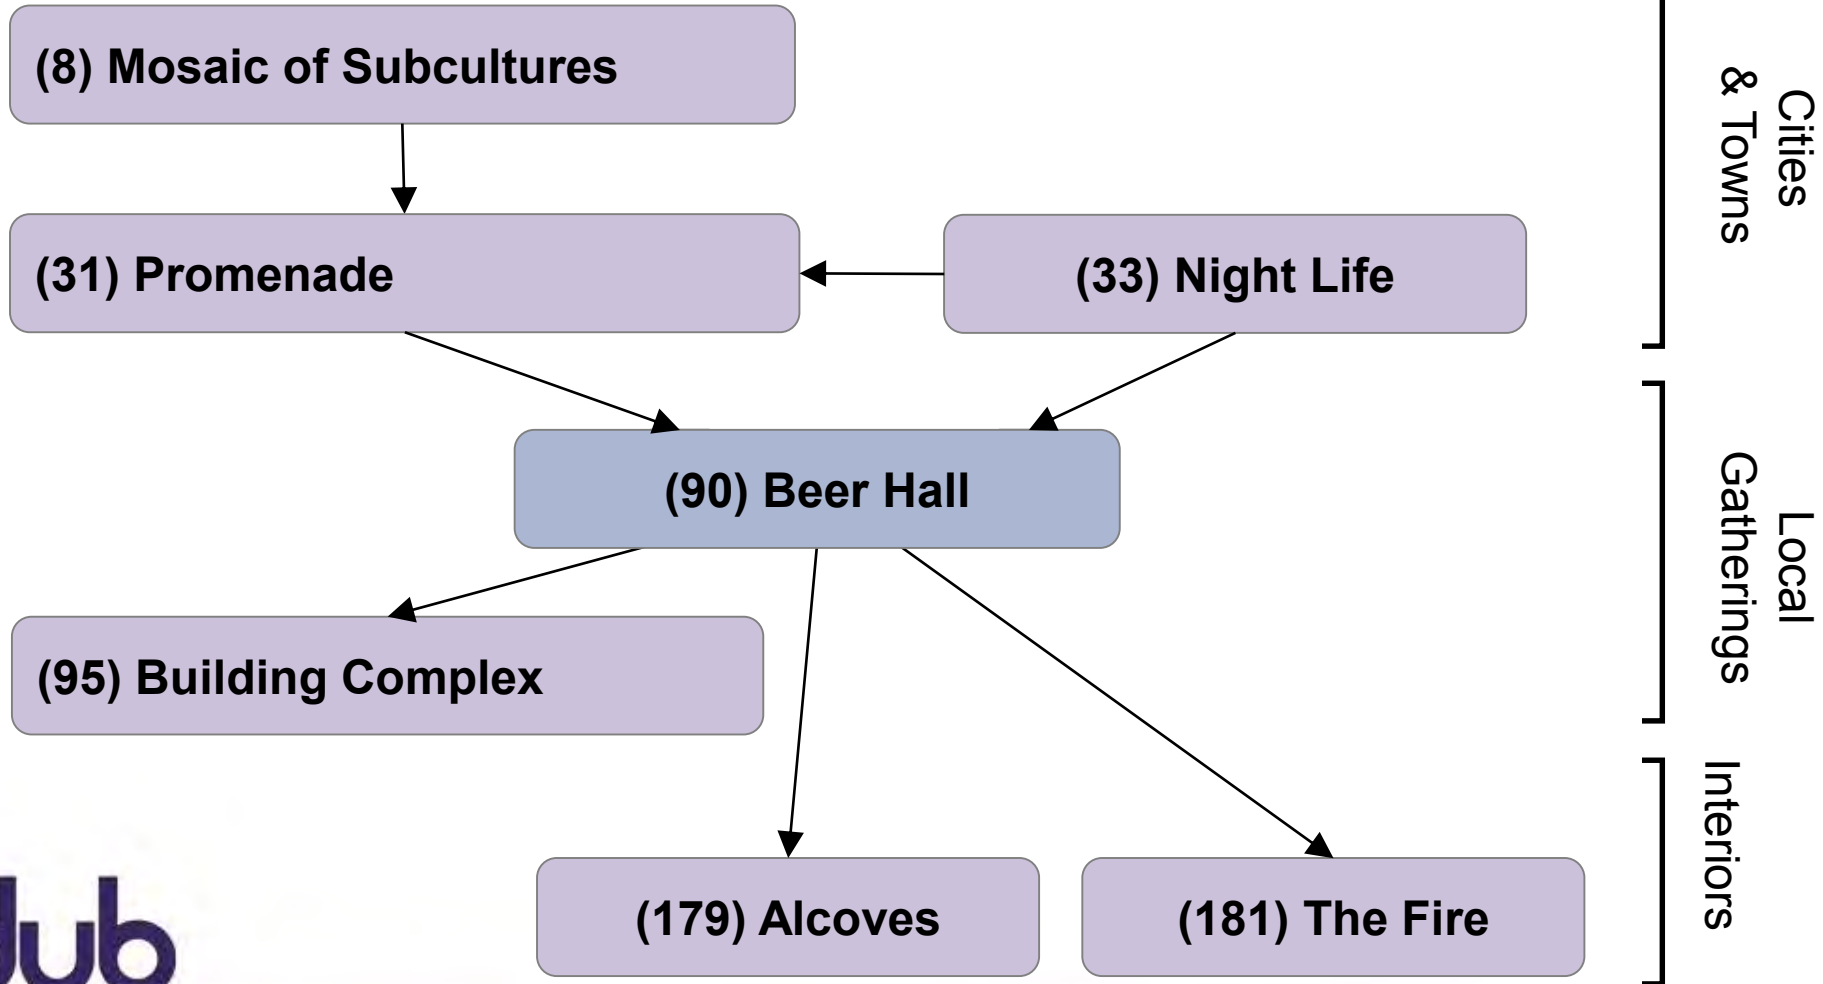 (8) Mosaic of Subcultures
Cities
& Towns
(31) Promenade
(33) Night Life
(90) Beer Hall
Local
Gatherings
(95) Building Complex
Interiors
(179) Alcoves
(181) The Fire